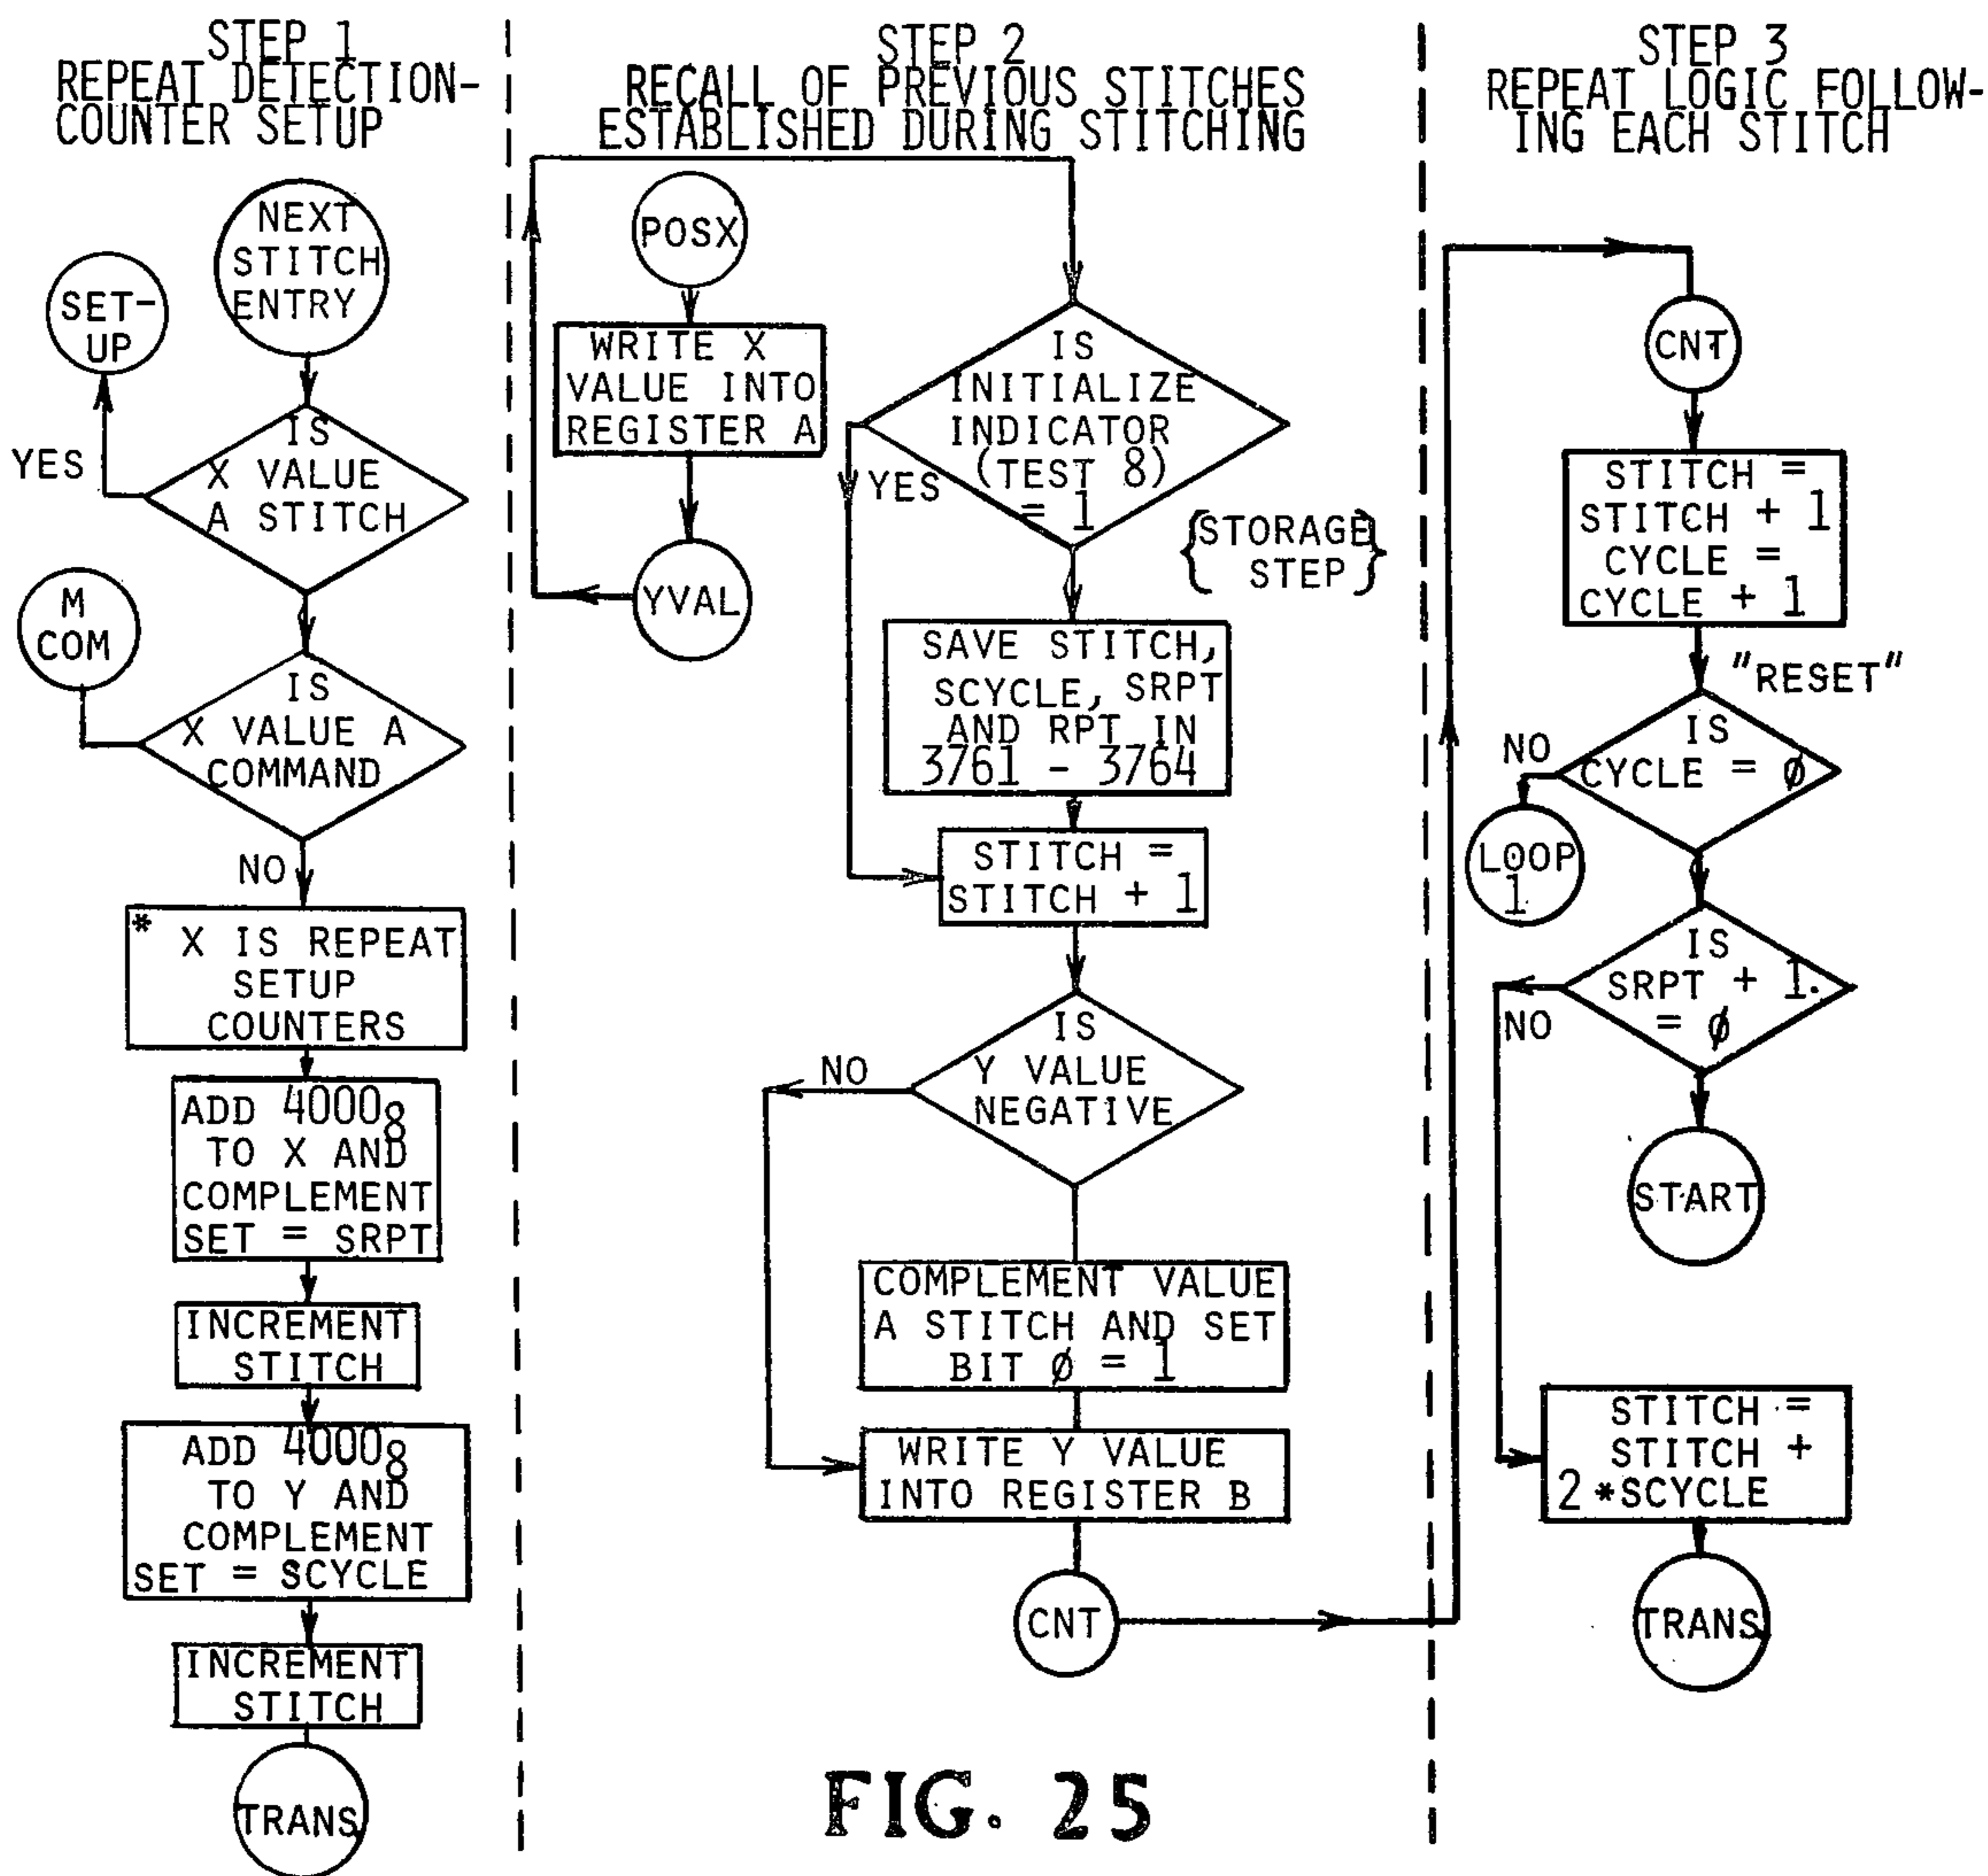 STEP 1
REPEAT DETECTION-
COUNTER SETUP
NEXT
STITCH
ENTRY
SET-
UP
YES
IS
X VALUE
A STITCH
M
COM
IS
X VALUE A
COMMAND
NO
* X IS REPEAT
SETUP
COUNTERS
ADD 4000₈
TO X AND
COMPLEMENT
SET = SRPT
INCREMENT
STITCH
ADD 4000₈
TO Y AND
COMPLEMENT
SET = SCYCLE
INCREMENT
STITCH
TRANS
STEP 2
RECALL OF PREVIOUS STITCHES
ESTABLISHED DURING STITCHING
POSX
WRITE X
VALUE INTO
REGISTER A
YVAL
IS
INITIALIZE
INDICATOR
(TEST 8)
= 1
YES
{STORAGE
STEP}
SAVE STITCH,
SCYCLE, SRPT
AND RPT IN
3761 - 3764
STITCH =
STITCH + 1
IS
Y VALUE
NEGATIVE
NO
COMPLEMENT VALUE
A STITCH AND SET
BIT Ø = 1
WRITE Y VALUE
INTO REGISTER B
CNT
STEP 3
REPEAT LOGIC FOLLOW-
ING EACH STITCH
CNT
STITCH =
STITCH + 1
CYCLE =
CYCLE + 1
"RESET"
IS
CYCLE = Ø
NO
LOOP
1
IS
SRPT + 1.
= Ø
NO
START
STITCH =
STITCH +
2*SCYCLE
TRANS
FIG. 25